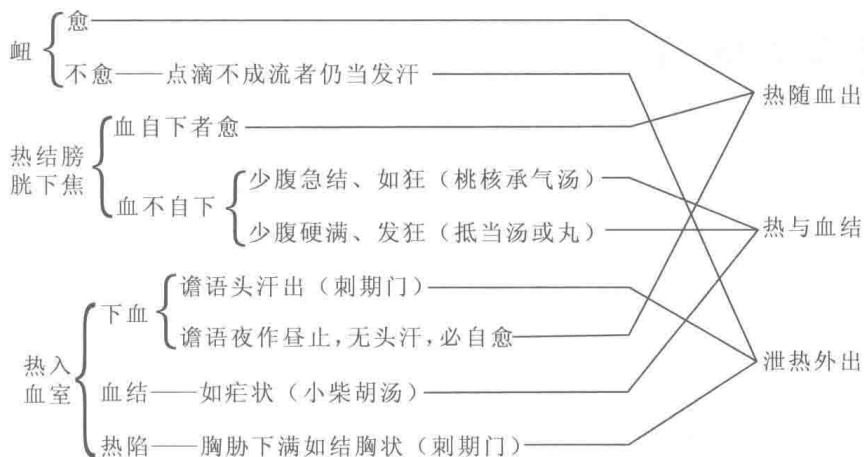 愈
衄
不愈——点滴不成流者仍当发汗
热随血出
血自下者愈
热结膀
胱下焦
少腹急结、如狂（桃核承气汤）
血不自下
少腹硬满、发狂（抵当汤或丸）
热与血结
谵语头汗出（刺期门）
下血
谵语夜作昼止，无头汗，必自愈
热入
血室
泄热外出
血结——如疟状（小柴胡汤）
热陷——胸胁下满如结胸状（刺期门）